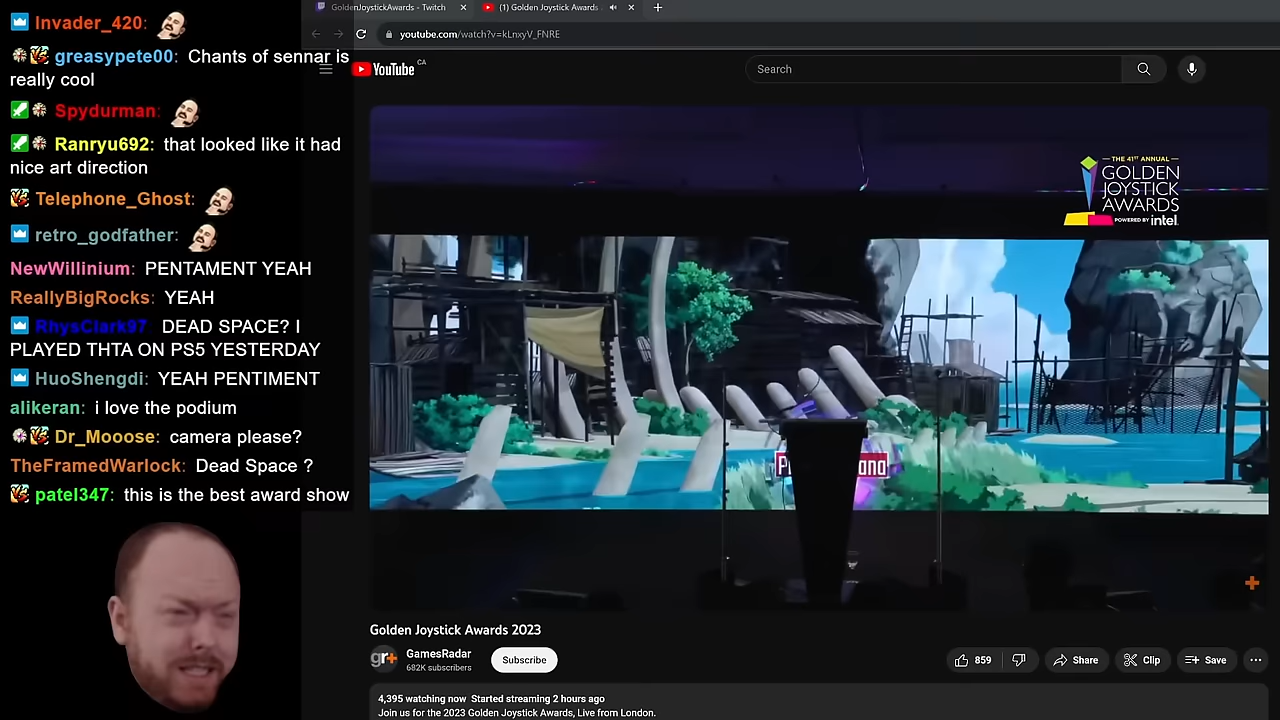 Invader_420:
greasypete00: Chants of sennar is
really cool
Spydurman:
Ranryu692: that looked like it had
nice art direction
Telephone_Ghost:
retro_godfather:
NewWillinium: PENTAMENT YEAH
ReallyBigRocks: YEAH
RhysClark97 DEAD SPACE? I
PLAYED THTA ON PS5 YESTERDAY
HuoShengdi: YEAH PENTIMENT
alikeran: i love the podium
Dr_Mooose: camera please?
TheFramedWarlock: Dead Space ?
patel347: this is the best award show
GoldenJoystickAwards - Twitch
(1) Golden Joystick Awards
youtube.com/watch?v=kLnxyV_FNRE
YouTube CA
Search
THE 41ST ANNUAL
GOLDEN
JOYSTICK
AWARDS
POWERED BY intel.
Golden Joystick Awards 2023
gr+
GamesRadar
682K subscribers
Subscribe
859
Share
Clip
Save
4,395 watching now Started streaming 2 hours ago
Join us for the 2023 Golden Joystick Awards, Live from London.